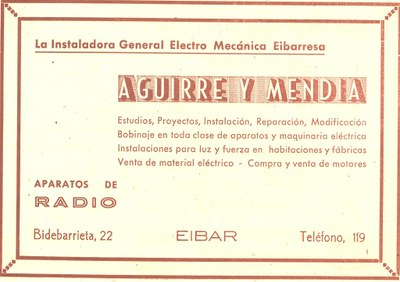 La Instaladora General Electro Mecánica Eibarresa
AGUIRRE Y MENDIA
Estudios, Proyectos, Instalación, Reparación, Modificación
Bobinaje en toda clase de aparatos y maquinaria eléctrica
Instalaciones para luz y fuerza en habitaciones y fábricas
Venta de material eléctrico - Compra y venta de motores
APARATOS DE
RADIO
Bidebarrieta, 22 EIBAR Teléfono, 119